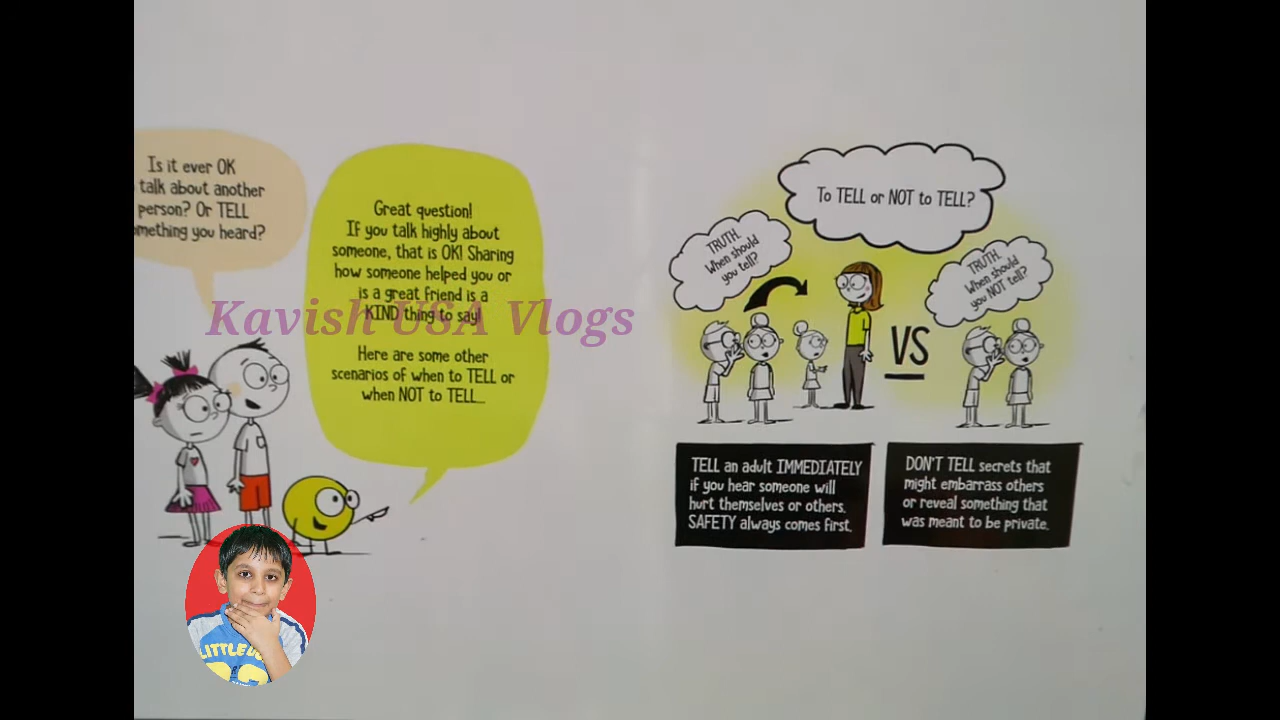 Is it ever OK
talk about another
person? Or TELL
mething you heard?
Great question!
If you talk highly about
someone, that is OK! Sharing
how someone helped you or
is a great friend is a
KIND thing to say!
Here are some other
scenarios of when to TELL or
when NOT to TELL...
Kavish USA Vlogs
To TELL or NOT to TELL?
TRUTH.
When should
you tell?
TRUTH.
When should
you NOT tell?
VS
TELL an adult IMMEDIATELY
if you hear someone will
hurt themselves or others.
SAFETY always comes first.
DON'T TELL secrets that
might embarrass others
or reveal something that
was meant to be private.
LITTLE